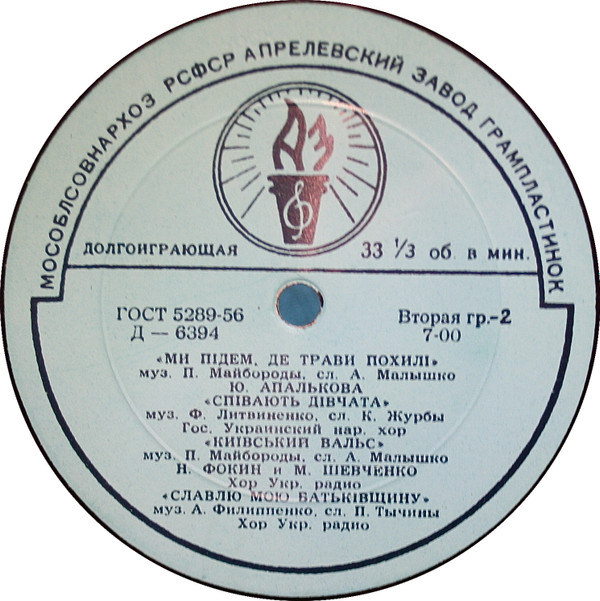 МОСОБЛСОВНАРХОЗ РСФСР АПРЕЛЕВСКИЙ ЗАВОД ГРАМПЛАСТИНОК
АЗ
ДОЛГОИГРАЮЩАЯ 33 1/3 об. в мин.
ГОСТ 5289-56 Вторая гр.-2
Д — 6394 7-00
«МИ ПІДЕМ, ДЕ ТРАВИ ПОХИЛІ»
муз. П. Майбороды, сл. А. Малышко
Ю. АПАЛЬКОВА
«СПІВАЮТЬ ДІВЧАТА»
муз. Ф. Литвиненко, сл. К. Журбы
Гос. Украинский нар. хор
«КИЇВСЬКИЙ ВАЛЬС»
муз. П. Майбороды, сл. А. Малышко
Н. ФОКИН и М. ШЕВЧЕНКО
Хор Укр. радио
«СЛАВЛЮ МОЮ БАТЬКІВЩИНУ»
муз. А. Филиппенко, сл. П. Тычины
Хор Укр. радио